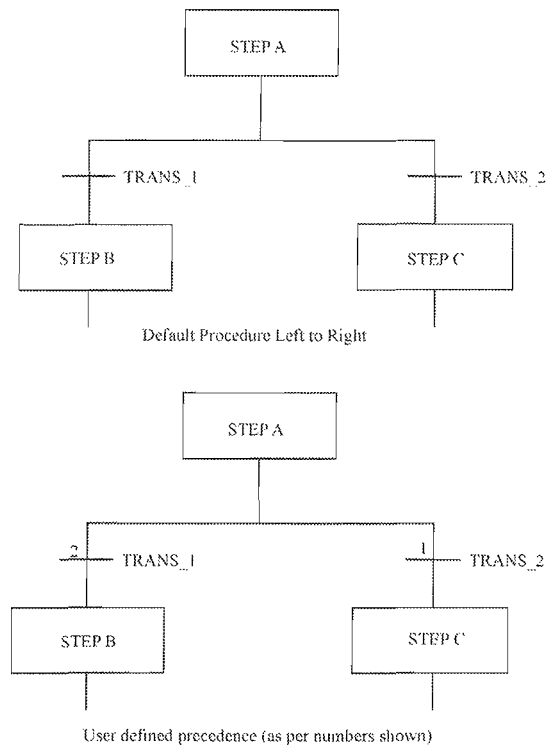 STEP A
TRANS_1
TRANS_2
STEP B
STEP C
Default Procedure Left to Right
STEP A
2
TRANS_1
1
TRANS_2
STEP B
STEP C
User defined precedence (as per numbers shown)